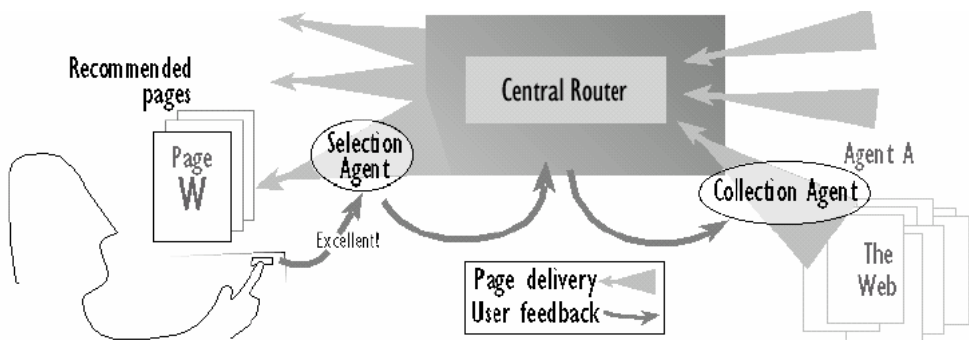 Recommended
pages
Page
W
Selection
Agent
Excellent!
Central Router
Agent A
Collection Agent
The
Web
Page delivery
User feedback